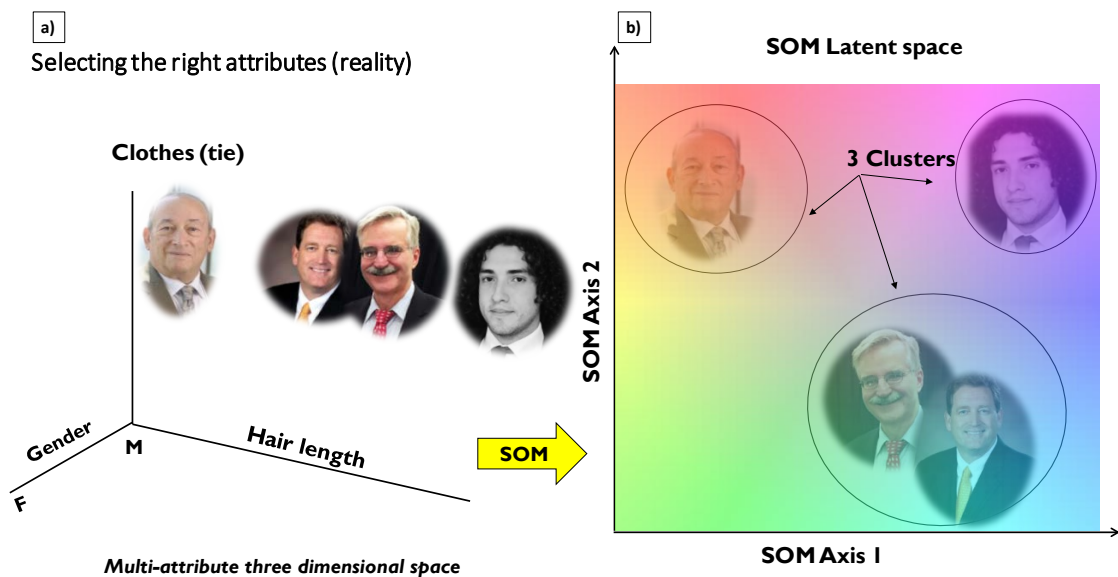 a)
Selecting the right attributes (reality)
Clothes (tie)
Gender
M
F
Hair length
Multi-attribute three dimensional space
SOM
b)
SOM Latent space
3 Clusters
SOM Axis 2
SOM Axis 1